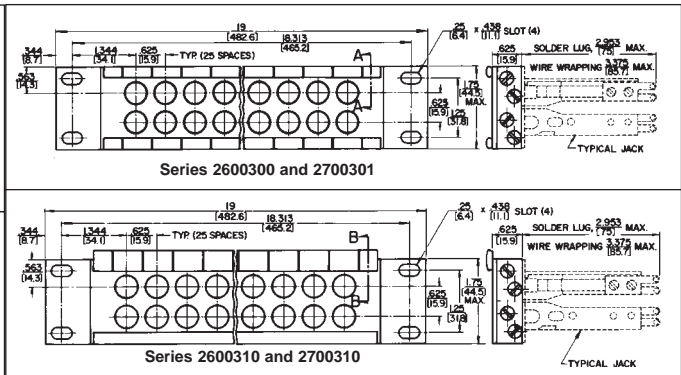 19
[482.6]
18.313
[465.2]
.25 x .438 SLOT (4)
[6.4] [11.1]
.344
[8.7]
1.344
[34.1]
.625
[15.9]
TYP. (25 SPACES)
.563
[14.3]
A
A
.625
[15.9]
1.25
[31.8]
1.75
[44.5]
MAX.
.625
[15.9]
SOLDER LUG, 2.953 MAX.
[75]
WIRE WRAPPING 3.375 MAX.
[85.7]
TYPICAL JACK
Series 2600300 and 2700301
19
[482.6]
18.313
[465.2]
.25 x .438 SLOT (4)
[6.4] [11.1]
.344
[8.7]
1.344
[34.1]
.625
[15.9]
TYP. (25 SPACES)
.563
[14.3]
B
B
.625
[15.9]
1.25
[31.8]
1.75
[44.5]
MAX.
.625
[15.9]
SOLDER LUG, 2.953 MAX.
[75]
WIRE WRAPPING 3.375 MAX.
[85.7]
TYPICAL JACK
Series 2600310 and 2700310